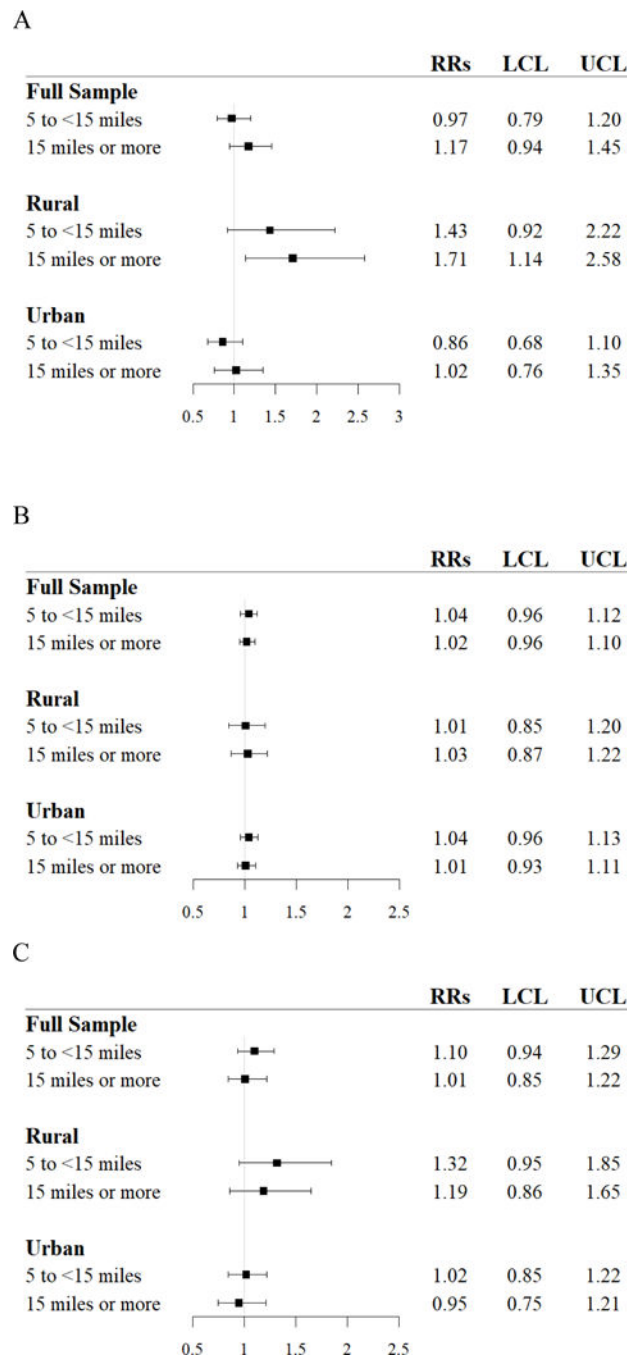 A
RRs LCL UCL
Full Sample
5 to <15 miles 0.97 0.79 1.20
15 miles or more 1.17 0.94 1.45
Rural
5 to <15 miles 1.43 0.92 2.22
15 miles or more 1.71 1.14 2.58
Urban
5 to <15 miles 0.86 0.68 1.10
15 miles or more 1.02 0.76 1.35
0.5 1 1.5 2 2.5 3
B
RRs LCL UCL
Full Sample
5 to <15 miles 1.04 0.96 1.12
15 miles or more 1.02 0.96 1.10
Rural
5 to <15 miles 1.01 0.85 1.20
15 miles or more 1.03 0.87 1.22
Urban
5 to <15 miles 1.04 0.96 1.13
15 miles or more 1.01 0.93 1.11
0.5 1 1.5 2 2.5
C
RRs LCL UCL
Full Sample
5 to <15 miles 1.10 0.94 1.29
15 miles or more 1.01 0.85 1.22
Rural
5 to <15 miles 1.32 0.95 1.85
15 miles or more 1.19 0.86 1.65
Urban
5 to <15 miles 1.02 0.85 1.22
15 miles or more 0.95 0.75 1.21
0.5 1 1.5 2 2.5